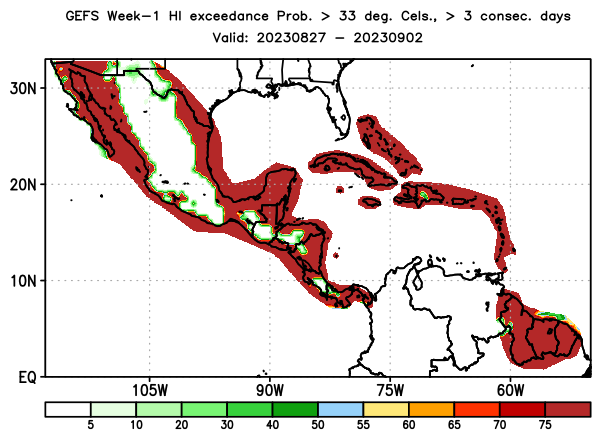 GEFS Week-1 HI exceedance Prob. > 33 deg. Cels., > 3 consec. days
Valid: 20230827 - 20230902
30N
20N
10N
EQ
105W 90W 75W 60W
5 10 20 30 40 50 55 60 65 70 75